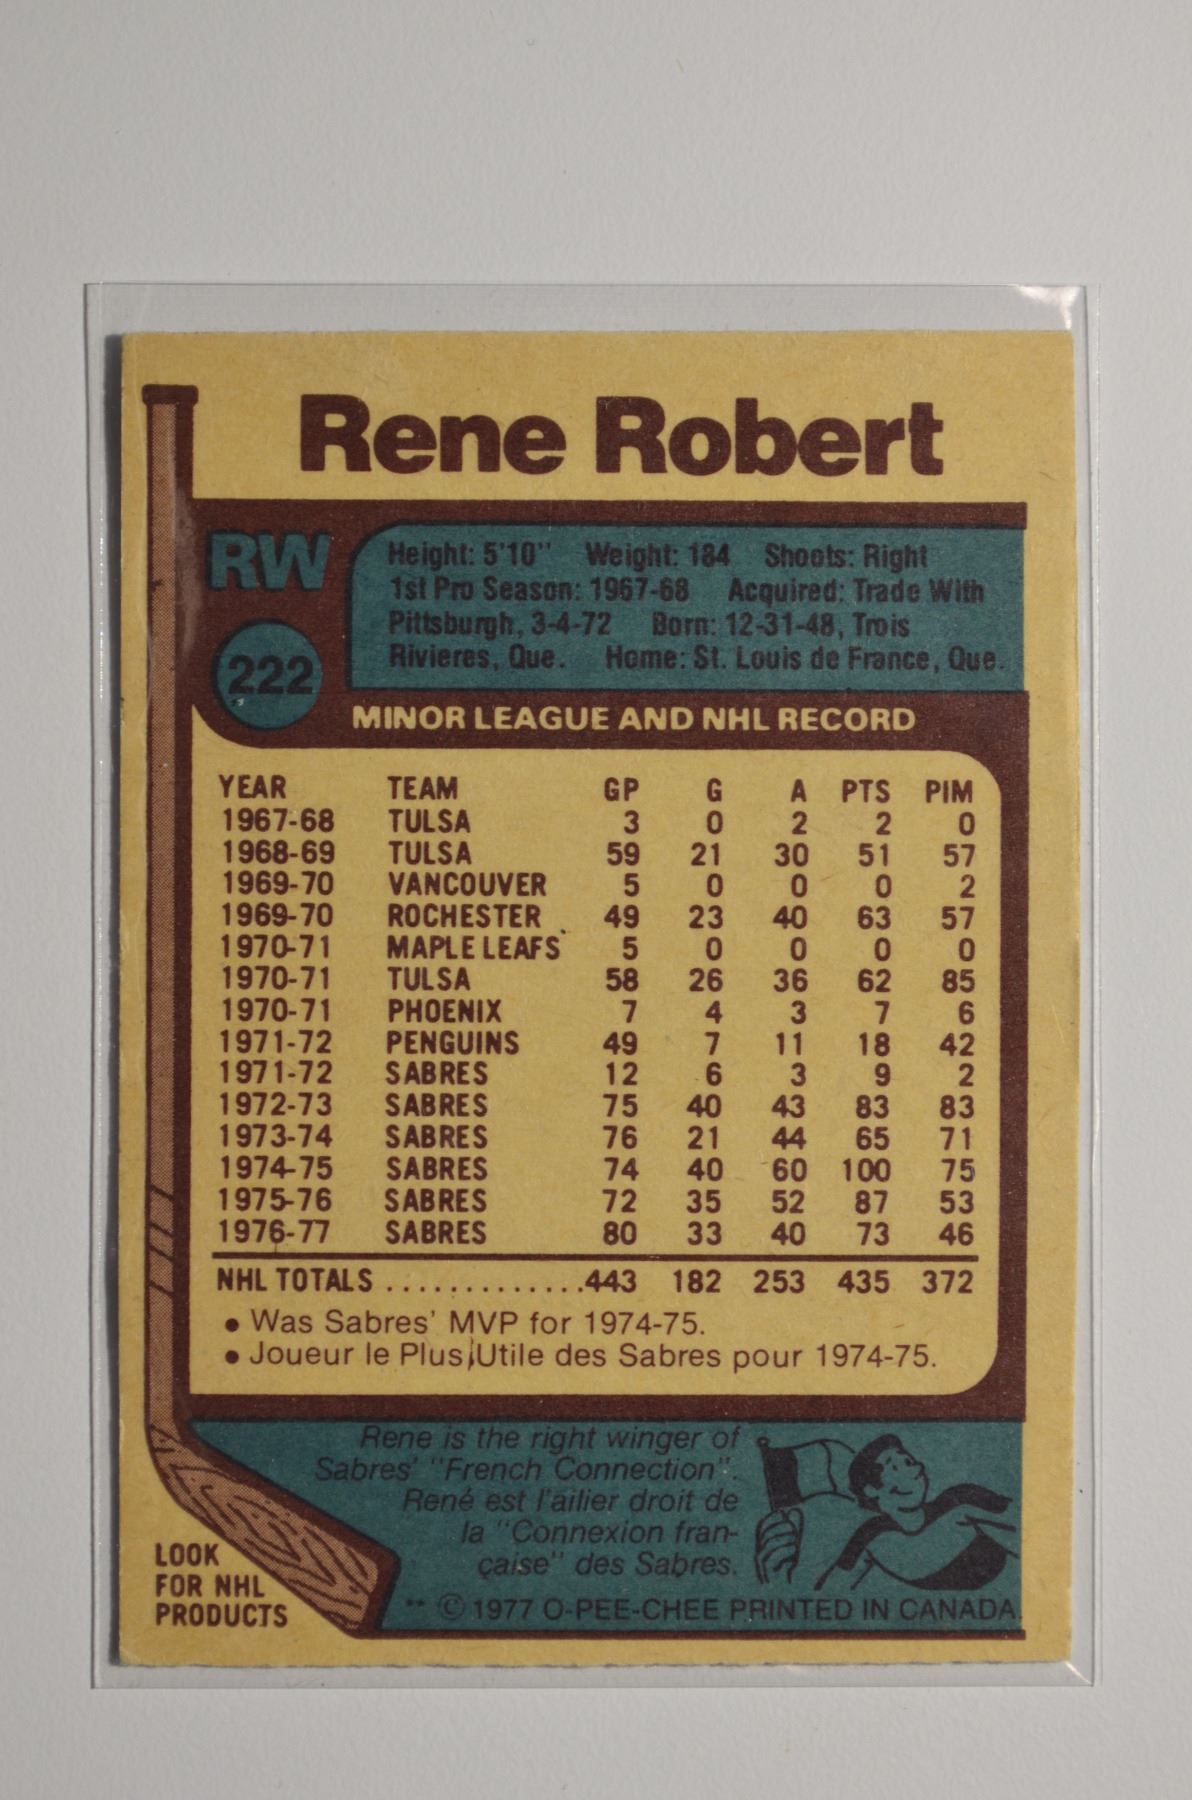 Rene Robert
RW
222
Height: 5'10" Weight: 184 Shoots: Right
1st Pro Season: 1967-68 Acquired: Trade With
Pittsburgh, 3-4-72 Born: 12-31-48, Trois
Rivieres, Que. Home: St. Louis de France, Que.
MINOR LEAGUE AND NHL RECORD
YEAR TEAM GP G A PTS PIM
1967-68 TULSA 3 0 2 2 0
1968-69 TULSA 59 21 30 51 57
1969-70 VANCOUVER 5 0 0 0 2
1969-70 ROCHESTER 49 23 40 63 57
1970-71 MAPLE LEAFS 5 0 0 0 0
1970-71 TULSA 58 26 36 62 85
1970-71 PHOENIX 7 4 3 7 6
1971-72 PENGUINS 49 7 11 18 42
1971-72 SABRES 12 6 3 9 2
1972-73 SABRES 75 40 43 83 83
1973-74 SABRES 76 21 44 65 71
1974-75 SABRES 74 40 60 100 75
1975-76 SABRES 72 35 52 87 53
1976-77 SABRES 80 33 40 73 46
NHL TOTALS .............443 182 253 435 372
• Was Sabres' MVP for 1974-75.
• Joueur le Plus Utile des Sabres pour 1974-75.
Rene is the right winger of
Sabres' "French Connection".
René est l'ailier droit de
la "Connexion fran-
çaise" des Sabres.
LOOK
FOR NHL
PRODUCTS
** © 1977 O-PEE-CHEE PRINTED IN CANADA